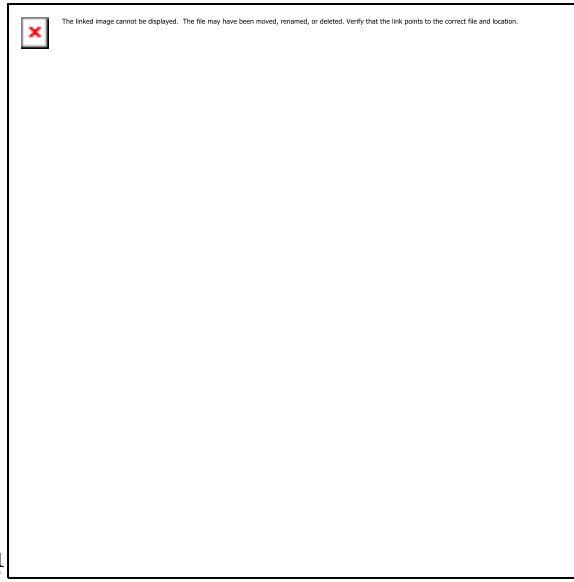 The linked image cannot be displayed. The file may have been moved, renamed, or deleted. Verify that the link points to the correct file and location.